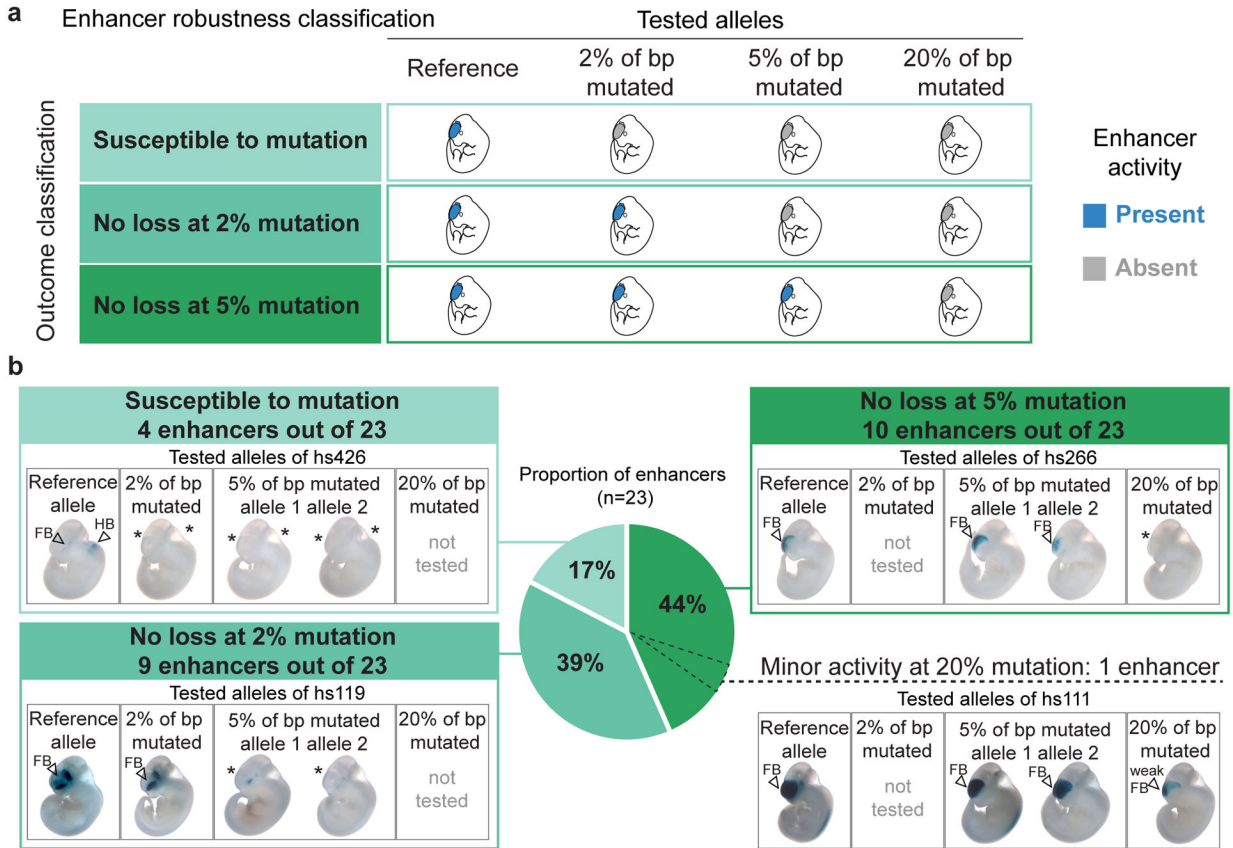 a
Enhancer robustness classification
Tested alleles
Reference
2% of bp
mutated
5% of bp
mutated
20% of bp
mutated
Outcome classification
Susceptible to mutation
No loss at 2% mutation
No loss at 5% mutation
Enhancer
activity
Present
Absent
b
Susceptible to mutation
4 enhancers out of 23
Tested alleles of hs426
Reference
allele
2% of bp
mutated
5% of bp mutated
allele 1 allele 2
20% of bp
mutated
FB
HB
*
*
*
*
*
*
not
tested
No loss at 2% mutation
9 enhancers out of 23
Tested alleles of hs119
Reference
allele
2% of bp
mutated
5% of bp mutated
allele 1 allele 2
20% of bp
mutated
FB
FB
*
*
not
tested
Proportion of enhancers
(n=23)
17%
44%
39%
No loss at 5% mutation
10 enhancers out of 23
Tested alleles of hs266
Reference
allele
2% of bp
mutated
5% of bp mutated
allele 1 allele 2
20% of bp
mutated
FB
not
tested
FB
FB
*
Minor activity at 20% mutation: 1 enhancer
Tested alleles of hs111
Reference
allele
2% of bp
mutated
5% of bp mutated
allele 1 allele 2
20% of bp
mutated
FB
not
tested
FB
FB
weak
FB